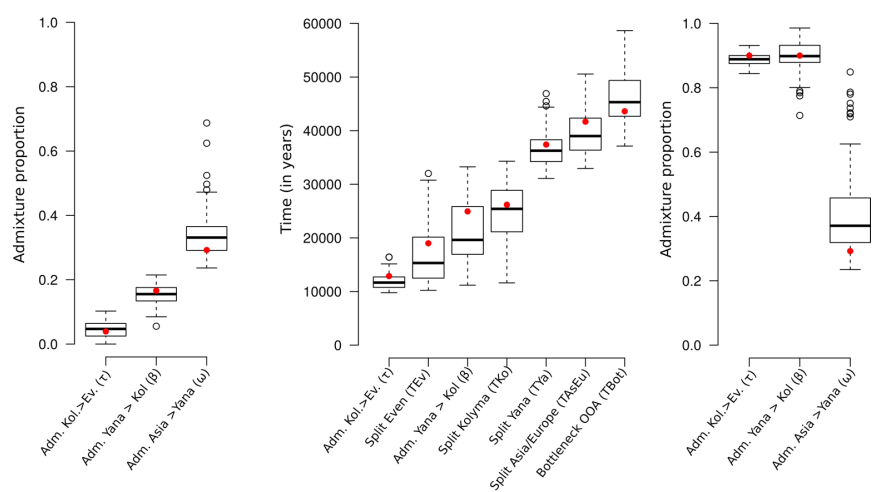 Admixture proportion
1.0
0.8
0.6
0.4
0.2
0.0
Adm. Kol.>Ev. (τ)
Adm. Yana > Kol (β)
Adm. Asia >Yana (ω)
Time (in years)
60000
50000
40000
30000
20000
10000
0
Adm. Kol.>Ev. (τ)
Split Even (TEv)
Adm. Yana > Kol (β)
Split Kolyma (TKo)
Split Yana (TYa)
Split Asia/Europe (TAsEu)
Bottleneck OOA (TBot)
Admixture proportion
1.0
0.8
0.6
0.4
0.2
0.0
Adm. Kol.>Ev. (τ)
Adm. Yana > Kol (β)
Adm. Asia >Yana (ω)